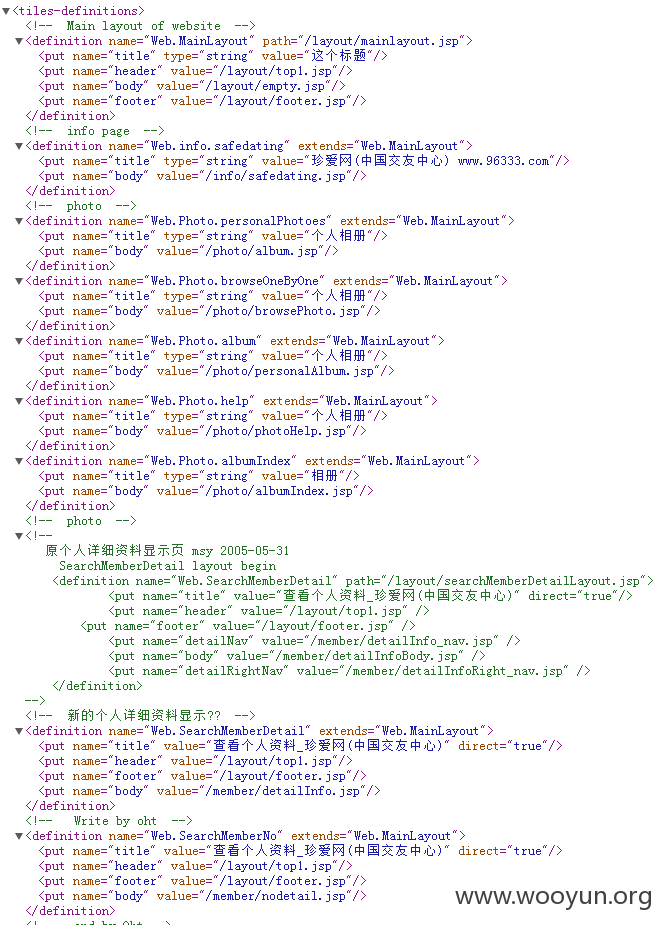 ▼<tiles-definitions>
<!--  Main layout of website  -->
▼<definition name="Web.MainLayout" path="/layout/mainlayout.jsp">
<put name="title" type="string" value="这个标题"/>
<put name="header" value="/layout/top1.jsp"/>
<put name="body" value="/layout/empty.jsp"/>
<put name="footer" value="/layout/footer.jsp"/>
</definition>
<!--  info page  -->
▼<definition name="Web.info.safedating" extends="Web.MainLayout">
<put name="title" type="string" value="珍爱网(中国交友中心) www.96333.com"/>
<put name="body" value="/info/safedating.jsp"/>
</definition>
<!--  photo  -->
▼<definition name="Web.Photo.personalPhotoes" extends="Web.MainLayout">
<put name="title" type="string" value="个人相册"/>
<put name="body" value="/photo/album.jsp"/>
</definition>
▼<definition name="Web.Photo.browseOneByOne" extends="Web.MainLayout">
<put name="title" type="string" value="个人相册"/>
<put name="body" value="/photo/browsePhoto.jsp"/>
</definition>
▼<definition name="Web.Photo.album" extends="Web.MainLayout">
<put name="title" type="string" value="个人相册"/>
<put name="body" value="/photo/personalAlbum.jsp"/>
</definition>
▼<definition name="Web.Photo.help" extends="Web.MainLayout">
<put name="title" type="string" value="个人相册"/>
<put name="body" value="/photo/photoHelp.jsp"/>
</definition>
▼<definition name="Web.Photo.albumIndex" extends="Web.MainLayout">
<put name="title" type="string" value="相册"/>
<put name="body" value="/photo/albumIndex.jsp"/>
</definition>
<!--  photo  -->
▼<!--
原个人详细资料显示页 msy 2005-05-31
SearchMemberDetail layout begin
<definition name="Web.SearchMemberDetail" path="/layout/searchMemberDetailLayout.jsp">
<put name="title" value="查看个人资料_珍爱网(中国交友中心)" direct="true"/>
<put name="header" value="/layout/top1.jsp" />
<put name="footer" value="/layout/footer.jsp" />
<put name="detailNav" value="/member/detailInfo_nav.jsp" />
<put name="body" value="/member/detailInfoBody.jsp" />
<put name="detailRightNav" value="/member/detailInfoRight_nav.jsp" />
</definition>
-->
<!--  新的个人详细资料显示??  -->
▼<definition name="Web.SearchMemberDetail" extends="Web.MainLayout">
<put name="title" value="查看个人资料_珍爱网(中国交友中心)" direct="true"/>
<put name="header" value="/layout/top1.jsp"/>
<put name="footer" value="/layout/footer.jsp"/>
<put name="body" value="/member/detailInfo.jsp"/>
</definition>
<!--  Write by oht  -->
▼<definition name="Web.SearchMemberNo" extends="Web.MainLayout">
<put name="title" value="查看个人资料_珍爱网(中国交友中心)" direct="true"/>
<put name="header" value="/layout/top1.jsp"/>
<put name="footer" value="/layout/footer.jsp"/>
<put name="body" value="/member/nodetail.jsp"/>
</definition>
www.wooyun.org